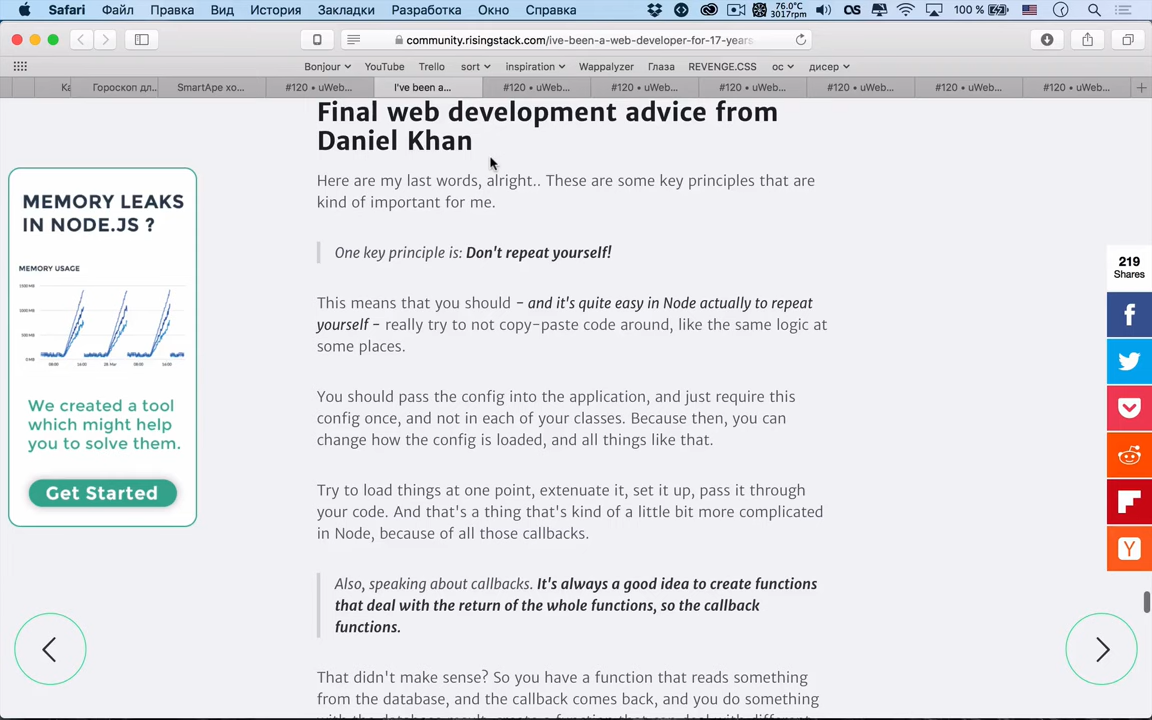 Safari Файл Правка Вид История Закладки Разработка Окно Справка 76.0°C 3017rpm 100 %
community.risingstack.com/ive-been-a-web-developer-for-17-years-
Bonjour YouTube Trello sort inspiration Wappalyzer Глаза REVENGE.CSS ос дисер
Ка Гороскоп дл... SmartApe хо... #120 • uWeb... I've been a... #120 • uWeb... #120 • uWeb... #120 • uWeb... #120 • uWeb... #120 • uWeb... #120 • uWeb...
Final web development advice from
Daniel Khan
Here are my last words, alright.. These are some key principles that are
kind of important for me.
One key principle is: Don't repeat yourself!
This means that you should - and it's quite easy in Node actually to repeat
yourself - really try to not copy-paste code around, like the same logic at
some places.
You should pass the config into the application, and just require this
config once, and not in each of your classes. Because then, you can
change how the config is loaded, and all things like that.
Try to load things at one point, extenuate it, set it up, pass it through
your code. And that's a thing that's kind of a little bit more complicated
in Node, because of all those callbacks.
Also, speaking about callbacks. It's always a good idea to create functions
that deal with the return of the whole functions, so the callback
functions.
That didn't make sense? So you have a function that reads something
from the database, and the callback comes back, and you do something
MEMORY LEAKS
IN NODE.JS ?
MEMORY USAGE
We created a tool
which might help
you to solve them.
Get Started
219
Shares